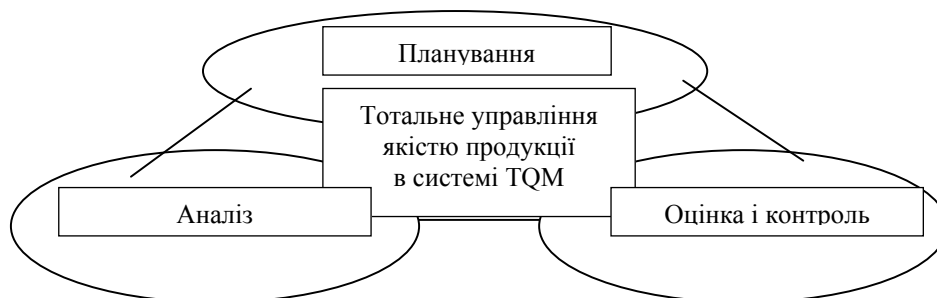 Планування
Тотальне управління
якістю продукції
в системі TQM
Аналіз
Оцінка і контроль